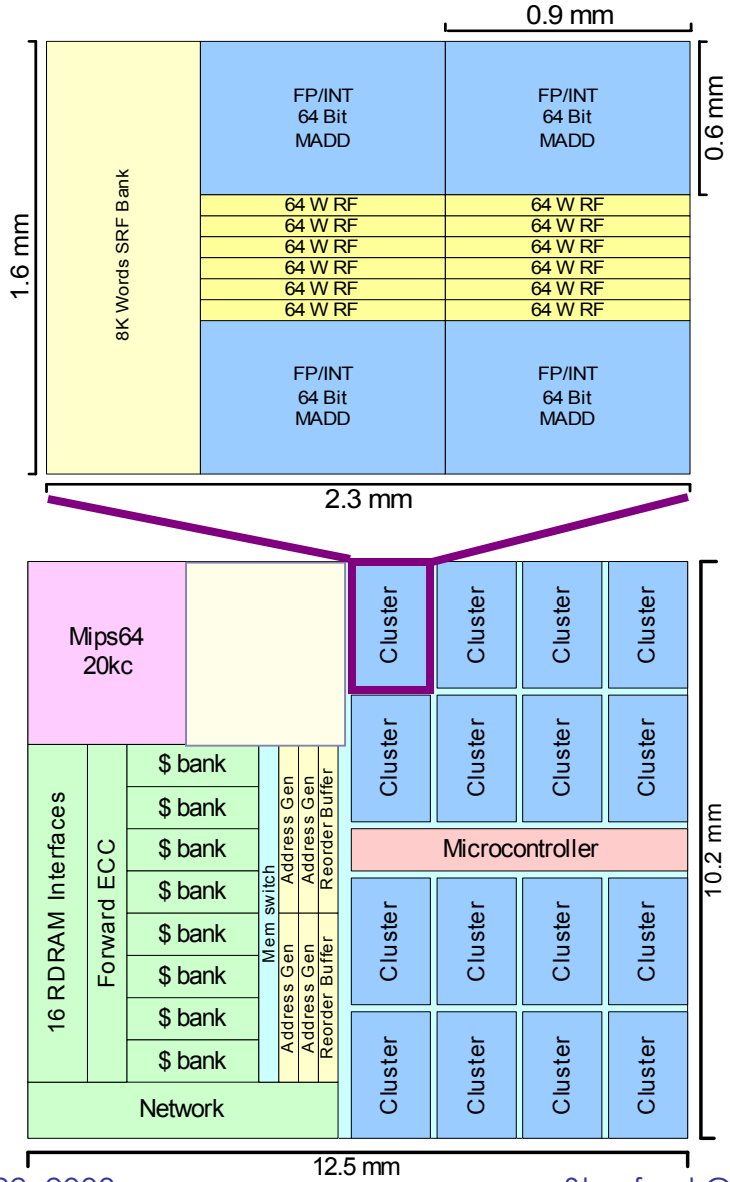 0.9 mm
FP/INT
64 Bit
MADD
FP/INT
64 Bit
MADD
0.6 mm
1.6 mm
8K Words SRF Bank
64 W RF
64 W RF
64 W RF
64 W RF
64 W RF
64 W RF
64 W RF
64 W RF
64 W RF
64 W RF
64 W RF
64 W RF
FP/INT
64 Bit
MADD
FP/INT
64 Bit
MADD
2.3 mm
Mips64
20kc
Cluster
Cluster
Cluster
Cluster
Cluster
Cluster
Cluster
Cluster
16 RDRAM Interfaces
Forward ECC
$ bank
$ bank
$ bank
$ bank
$ bank
$ bank
$ bank
$ bank
Mem switch
Address Gen
Address Gen
Reorder Buffer
Address Gen
Address Gen
Reorder Buffer
Microcontroller
10.2 mm
Cluster
Cluster
Cluster
Cluster
Cluster
Cluster
Cluster
Cluster
Network
12.5 mm